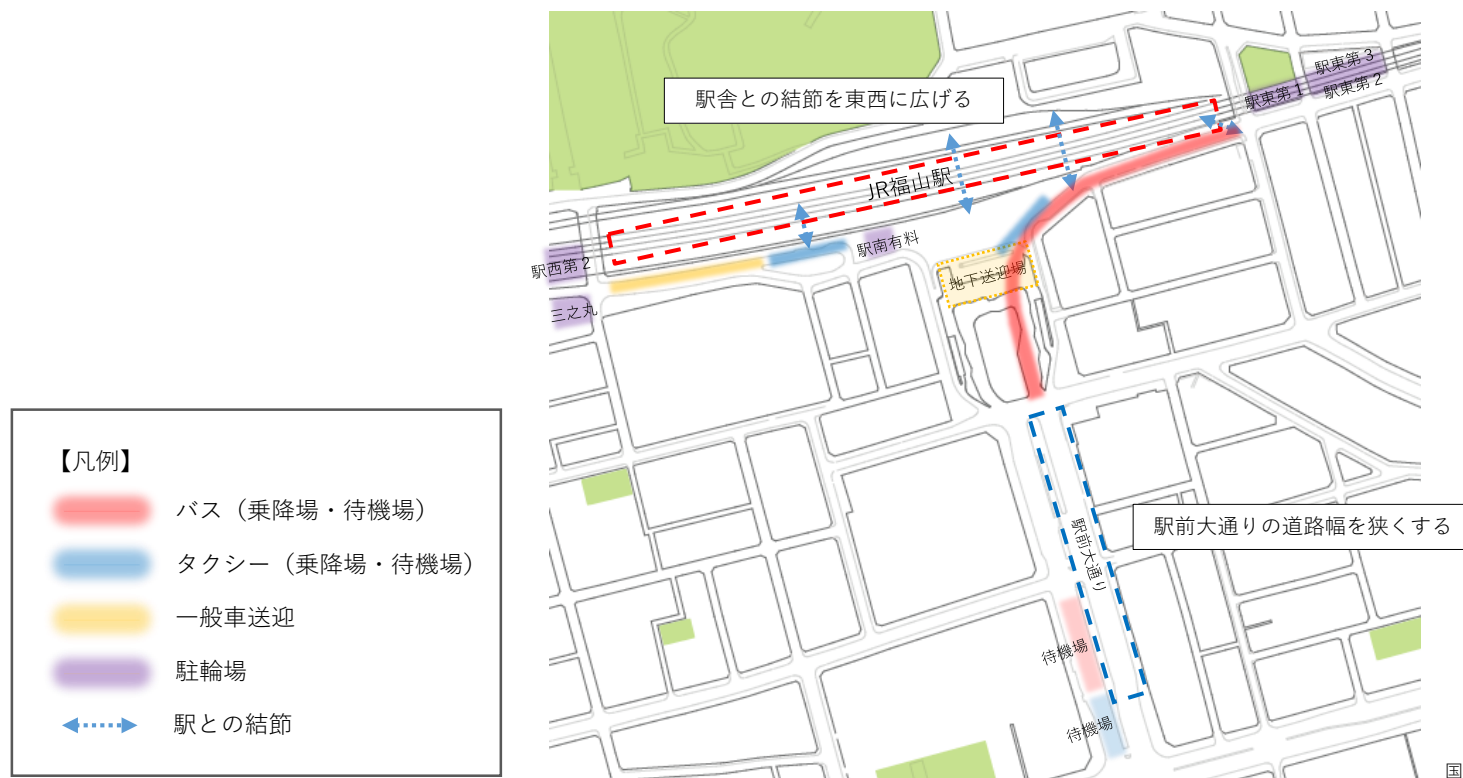 駅東第3
駅東第1
駅東第2
駅舎との結節を東西に広げる
JR福山駅
駅南有料
駅西第2
地下送迎場
三之丸
【凡例】
バス（乗降場・待機場）
タクシー（乗降場・待機場）
一般車送迎
駐輪場
駅との結節
駅前大通りの道路幅を狭くする
駅前大通り
待機場
待機場
国